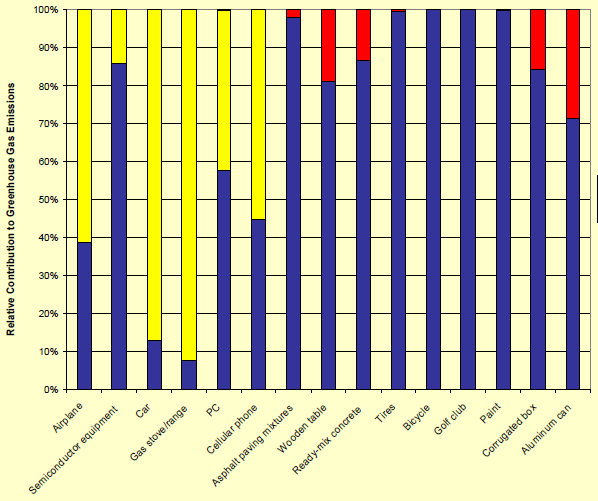 Relative Contribution to Greenhouse Gas Emissions
100%
90%
80%
70%
60%
50%
40%
30%
20%
10%
0%
Airplane
Semiconductor equipment
Car
Gas stove/range
PC
Cellular phone
Asphalt paving mixtures
Wooden table
Ready-mix concrete
Tires
Bicycle
Golf club
Paint
Corrugated box
Aluminum can